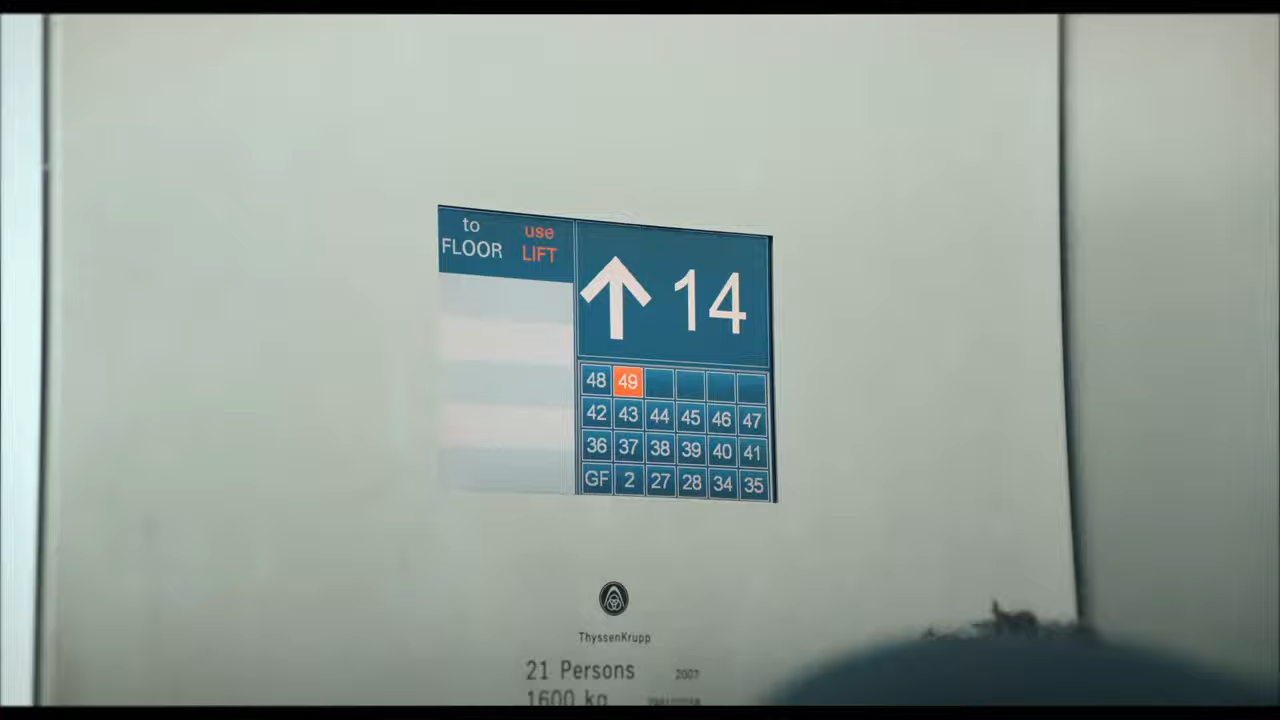 to use
FLOOR LIFT
↑ 14
48 49
42 43 44 45 46 47
36 37 38 39 40 41
GF 2 27 28 34 35
ThyssenKrupp
21 Persons 2007
1600 kg